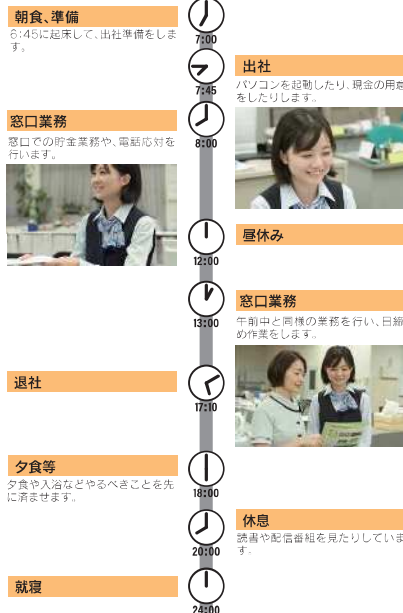 朝食、準備
6:45に起床して、出社準備をしま
す。
7:00
出社
パソコンを起動したり、現金の用意
をしたりします。
7:45
窓口業務
窓口での貯金業務や、電話応対を
行います。
8:00
昼休み
12:00
窓口業務
午前中と同様の業務を行い、日締
め作業をします。
13:00
退社
17:10
夕食等
夕食や入浴などやるべきことを先
に済ませます。
18:00
休息
読書や配信番組を見たりしていま
す。
20:00
就寝
24:00